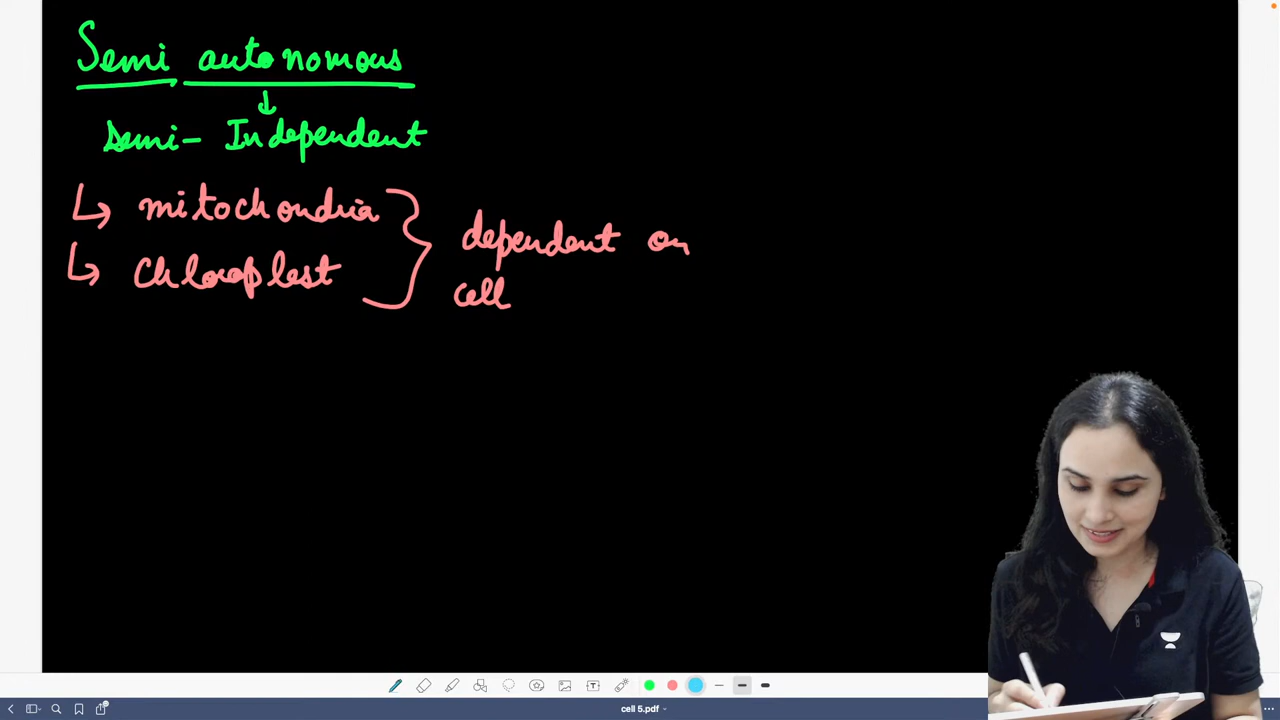 Semi autonomous
↓
semi- Independent
↳ mitochondria } dependent on
↳ chloroplast cell
cell 5.pdf